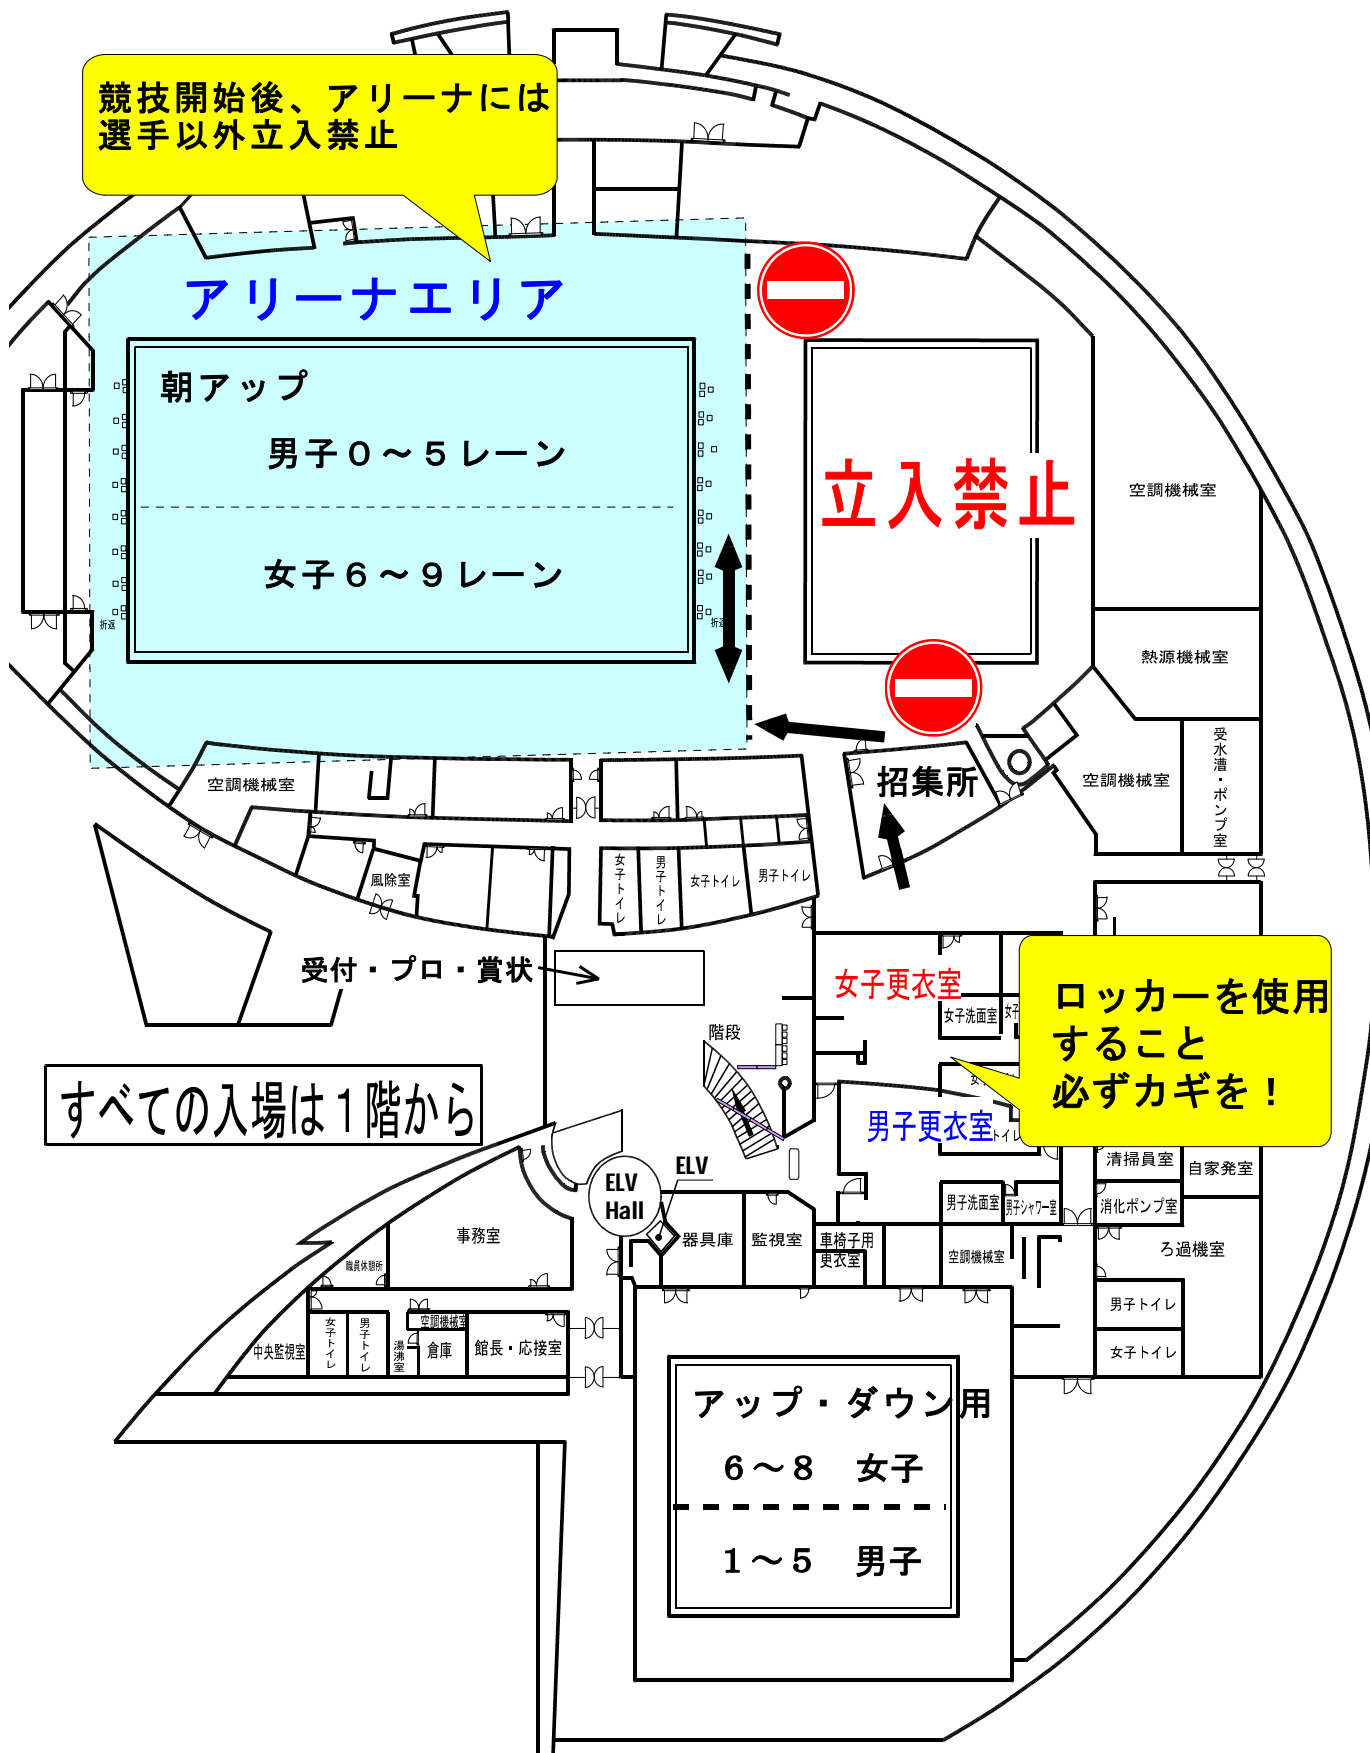 競技開始後、アリーナには
選手以外立入禁止
アリーナエリア
朝アップ
男子０～５レーン
女子６～９レーン
折返
折返
立入禁止
空調機械室
熱源機械室
空調機械室
受水漕・ポンプ室
招集所
空調機械室
風除室
女子トイレ
男子トイレ
女子トイレ
男子トイレ
受付・プロ・賞状
階段
女子更衣室
女子洗面室
ロッカーを使用
すること
必ずカギを！
男子更衣室
トイレ
すべての入場は１階から
清掃員室
自家発室
男子洗面室
男子シャワー室
消化ポンプ室
ELV
Hall
ELV
器具庫
監視室
車椅子用
更衣室
空調機械室
ろ過機室
事務室
職員休憩所
男子トイレ
女子トイレ
中央監視室
女子トイレ
男子トイレ
湯沸室
空調機械室
倉庫
館長・応接室
アップ・ダウン用
６～８　女子
１～５　男子